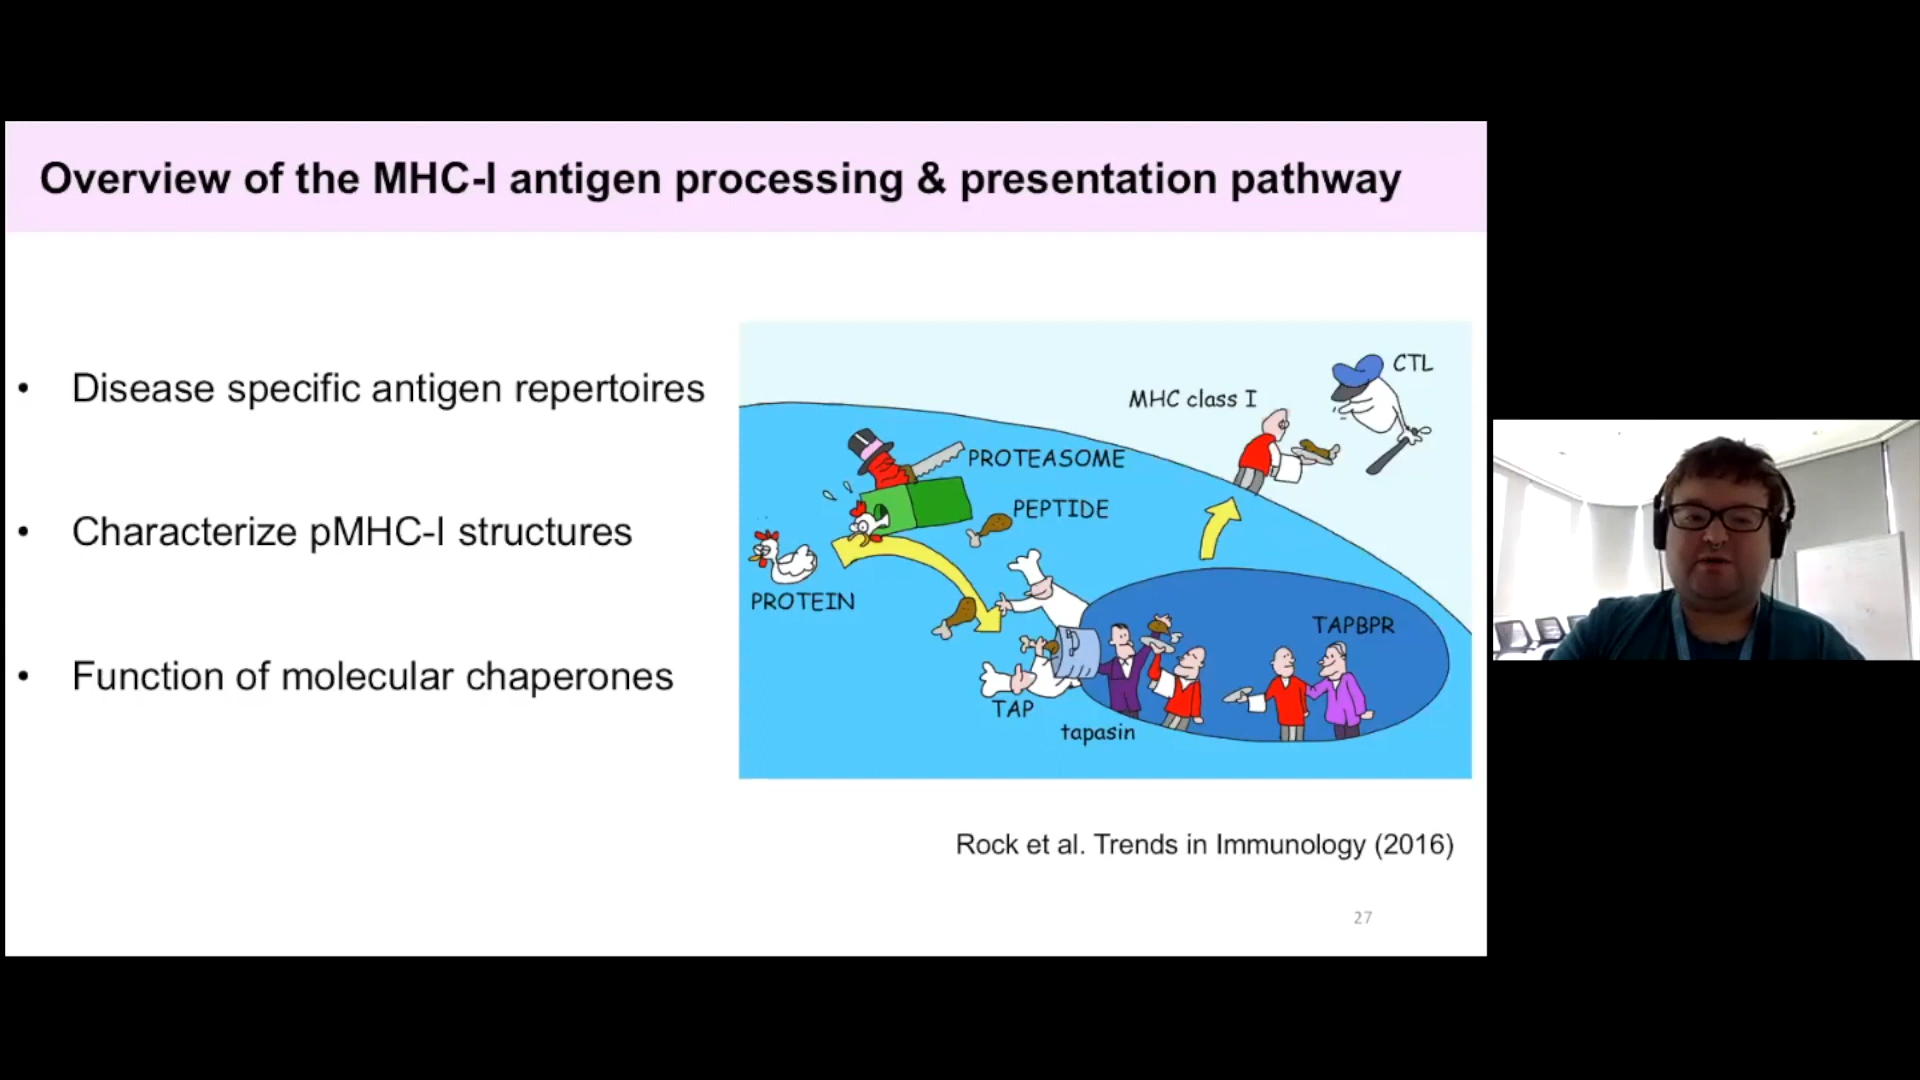 Overview of the MHC-I antigen processing & presentation pathway
• Disease specific antigen repertoires
• Characterize pMHC-I structures
• Function of molecular chaperones
CTL
MHC class I
PROTEASOME
PEPTIDE
PROTEIN
TAPBPR
TAP
tapasin
Rock et al. Trends in Immunology (2016)
27